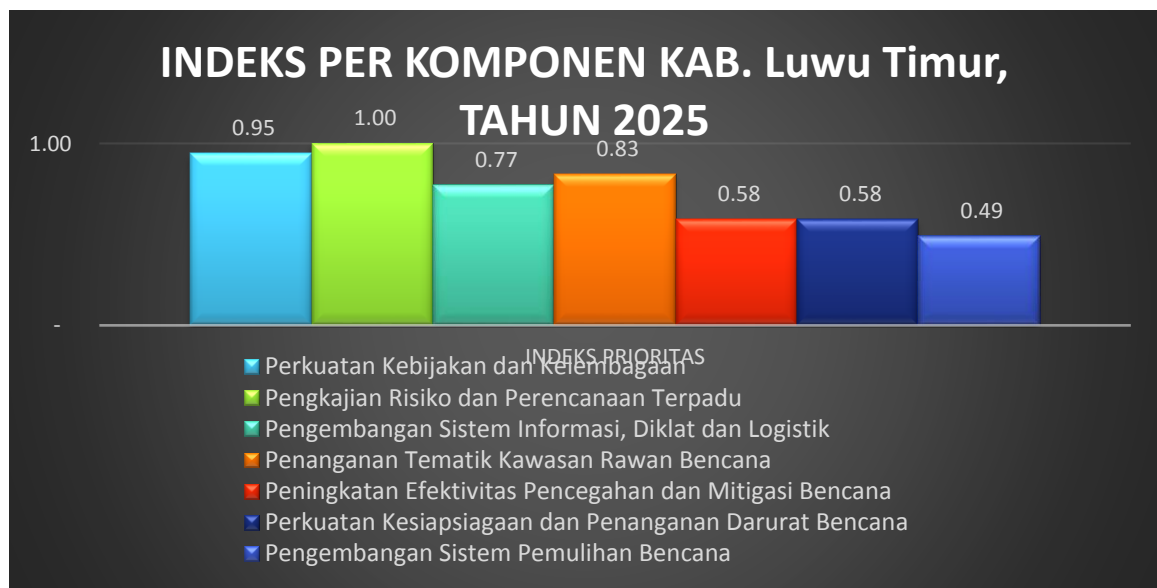 INDEKS PER KOMPONEN KAB. Luwu Timur,
TAHUN 2025
0.95
1.00
0.77
0.83
0.58
0.58
0.49
1.00
-
INDEKS PRIORITAS
Perkuatan Kebijakan dan Kelembagaan
Pengkajian Risiko dan Perencanaan Terpadu
Pengembangan Sistem Informasi, Diklat dan Logistik
Penanganan Tematik Kawasan Rawan Bencana
Peningkatan Efektivitas Pencegahan dan Mitigasi Bencana
Perkuatan Kesiapsiagaan dan Penanganan Darurat Bencana
Pengembangan Sistem Pemulihan Bencana